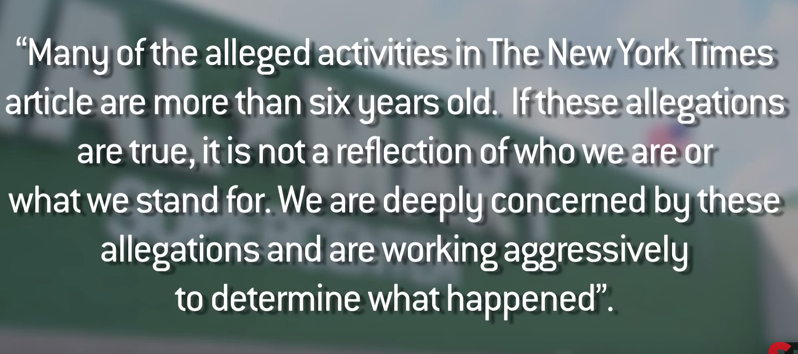 “Many of the alleged activities in The New York Times
article are more than six years old. If these allegations
are true, it is not a reflection of who we are or
what we stand for. We are deeply concerned by these
allegations and are working aggressively
to determine what happened”.